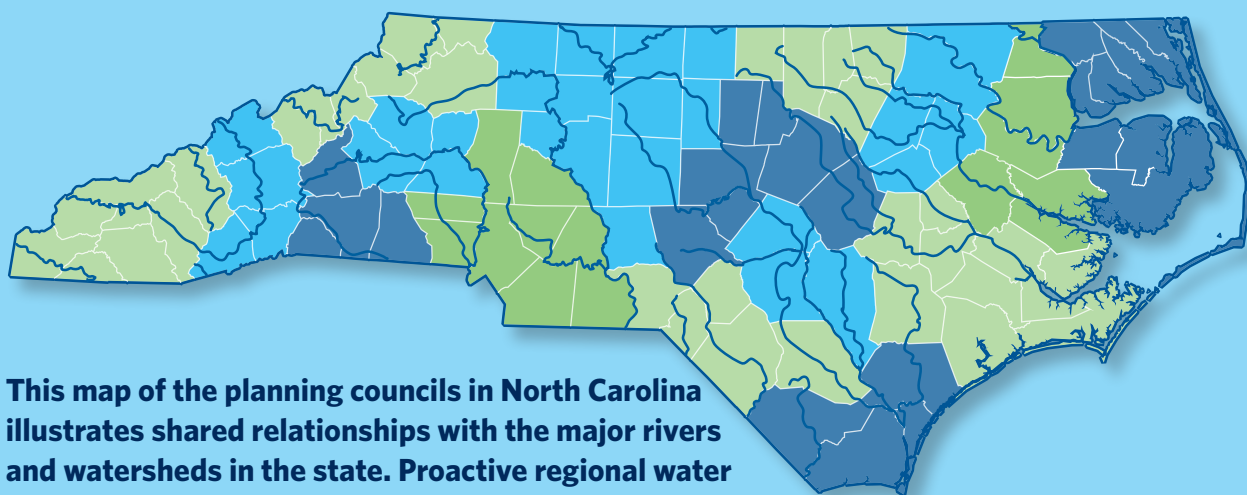 This map of the planning councils in North Carolina
illustrates shared relationships with the major rivers
and watersheds in the state. Proactive regional water